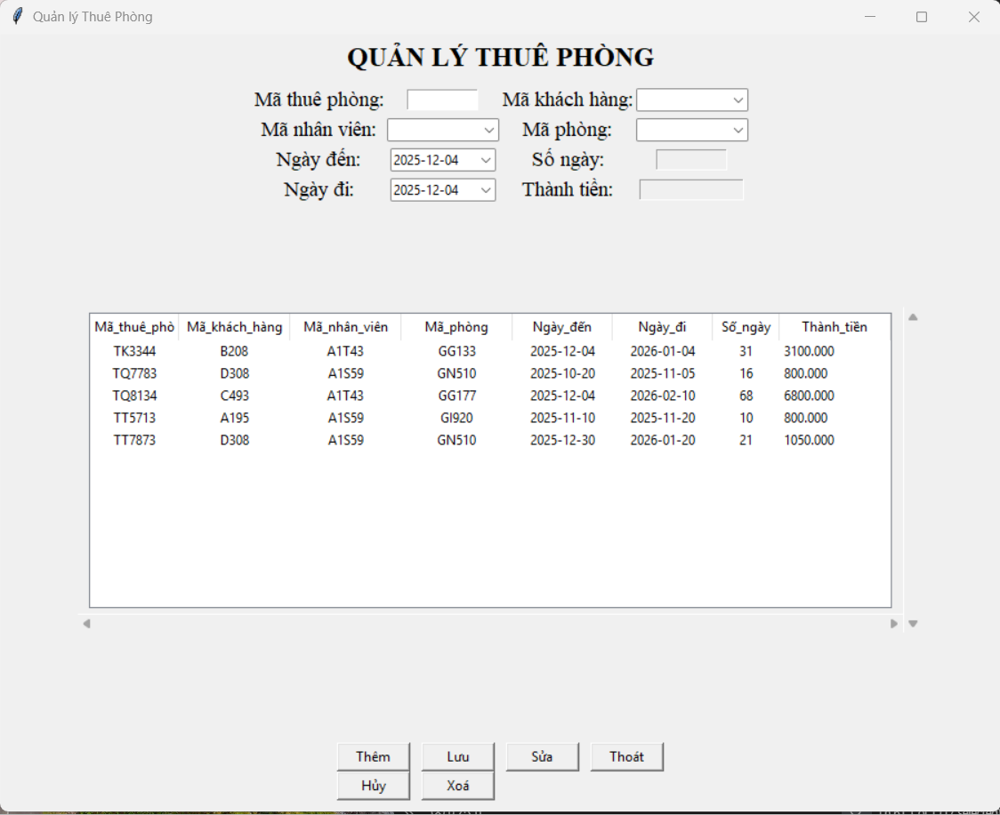 Quản lý Thuê Phòng
QUẢN LÝ THUÊ PHÒNG
Mã thuê phòng: Mã khách hàng:
Mã nhân viên: Mã phòng:
Ngày đến: 2025-12-04 Số ngày:
Ngày đi: 2025-12-04 Thành tiền:
Mã_thuê_phò Mã_khách_hàng Mã_nhân_viên Mã_phòng Ngày_đến Ngày_đi Số_ngày Thành_tiền
TK3344 B208 A1T43 GG133 2025-12-04 2026-01-04 31 3100.000
TQ7783 D308 A1S59 GN510 2025-10-20 2025-11-05 16 800.000
TQ8134 C493 A1T43 GG177 2025-12-04 2026-02-10 68 6800.000
TT5713 A195 A1S59 GI920 2025-11-10 2025-11-20 10 800.000
TT7873 D308 A1S59 GN510 2025-12-30 2026-01-20 21 1050.000
Thêm Lưu Sửa Thoát
Hủy Xoá